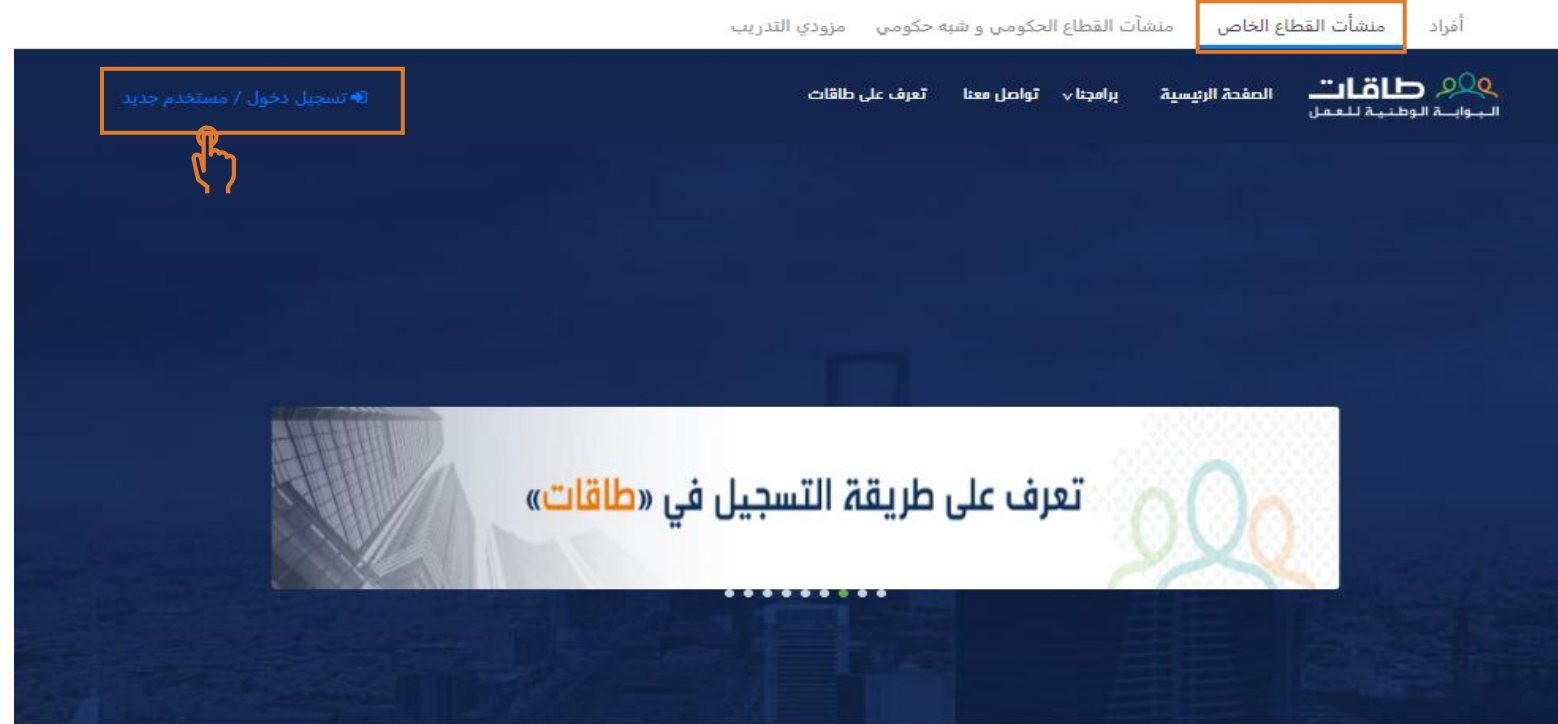 أفراد
منشأت القطاع الخاص
منشآت القطاع الحكومي و شبه حكومي
مزودي التدريب
طاقات
البوابة الوطنية للعمل
الصفحة الرئيسية
برامجنا
تواصل معنا
تعرف على طاقات
تسجيل دخول / مستخدم جديد
تعرف على طريقة التسجيل في «طاقات»